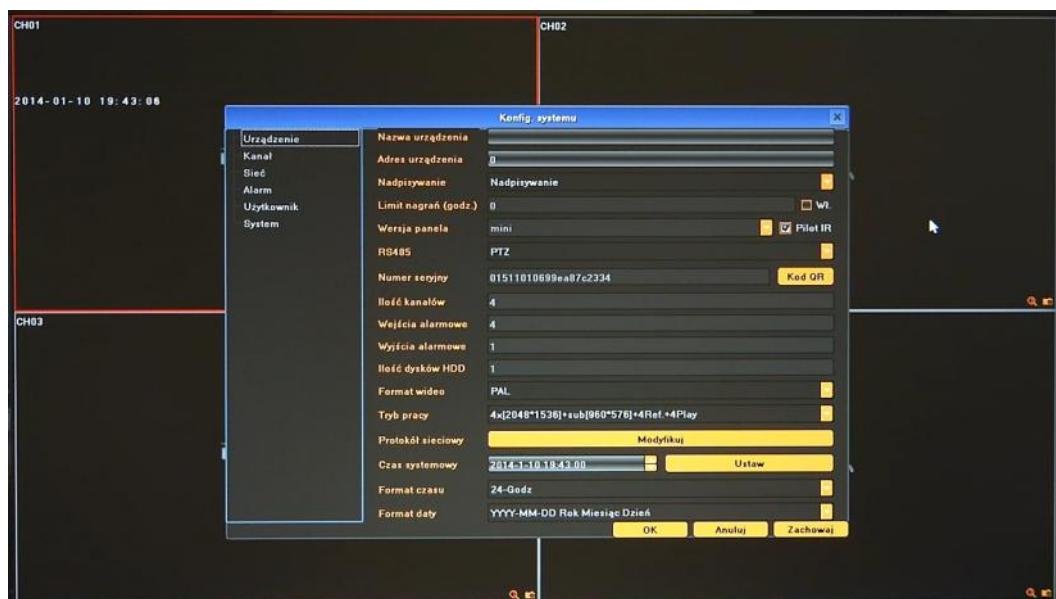 CH01
CH02
2014-01-10 19:43:06
Konfig. systemu
Urządzenie
Kanał
Sieć
Alarm
Użytkownik
System
Nazwa urządzenia
Adres urządzenia 0
Nadpisywanie Nadpisywanie
Limit nagrań (godz.) 0 Wł.
Wersja panela mini Pilot IR
RS485 PTZ
Numer seryjny 01511010699ea87c2334 Kod QR
Ilość kanałów 4
Wejścia alarmowe 4
Wyjścia alarmowe 1
Ilość dysków HDD 1
Format wideo PAL
Tryb pracy 4x[2048*1536]+sub[960*576]+4Ref.+4Play
Protokół sieciowy Modyfikuj
Czas systemowy 2014-1-10 19:43:00 Ustaw
Format czasu 24-Godz
Format daty YYYY-MM-DD Rok Miesiąc Dzień
OK Anuluj Zachowaj
CH03